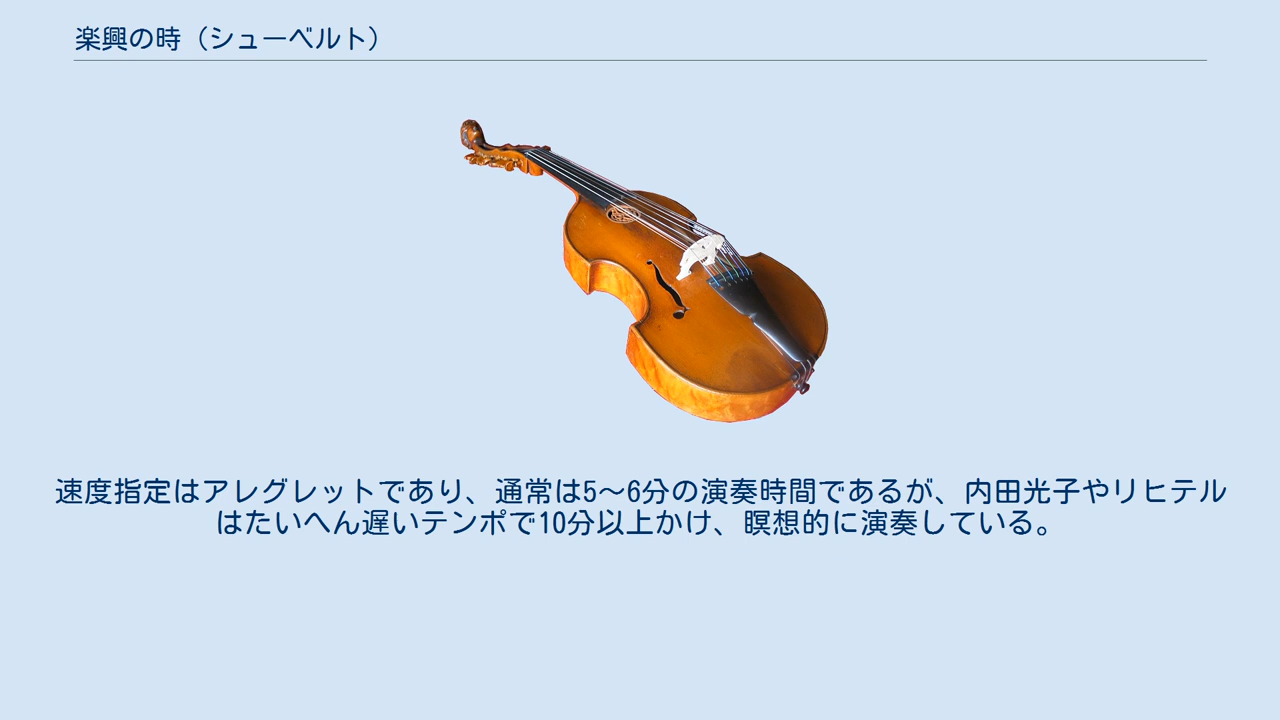 楽興の時（シューベルト）
速度指定はアレグレットであり、通常は5〜6分の演奏時間であるが、内田光子やリヒテル
はたいへん遅いテンポで10分以上かけ、瞑想的に演奏している。